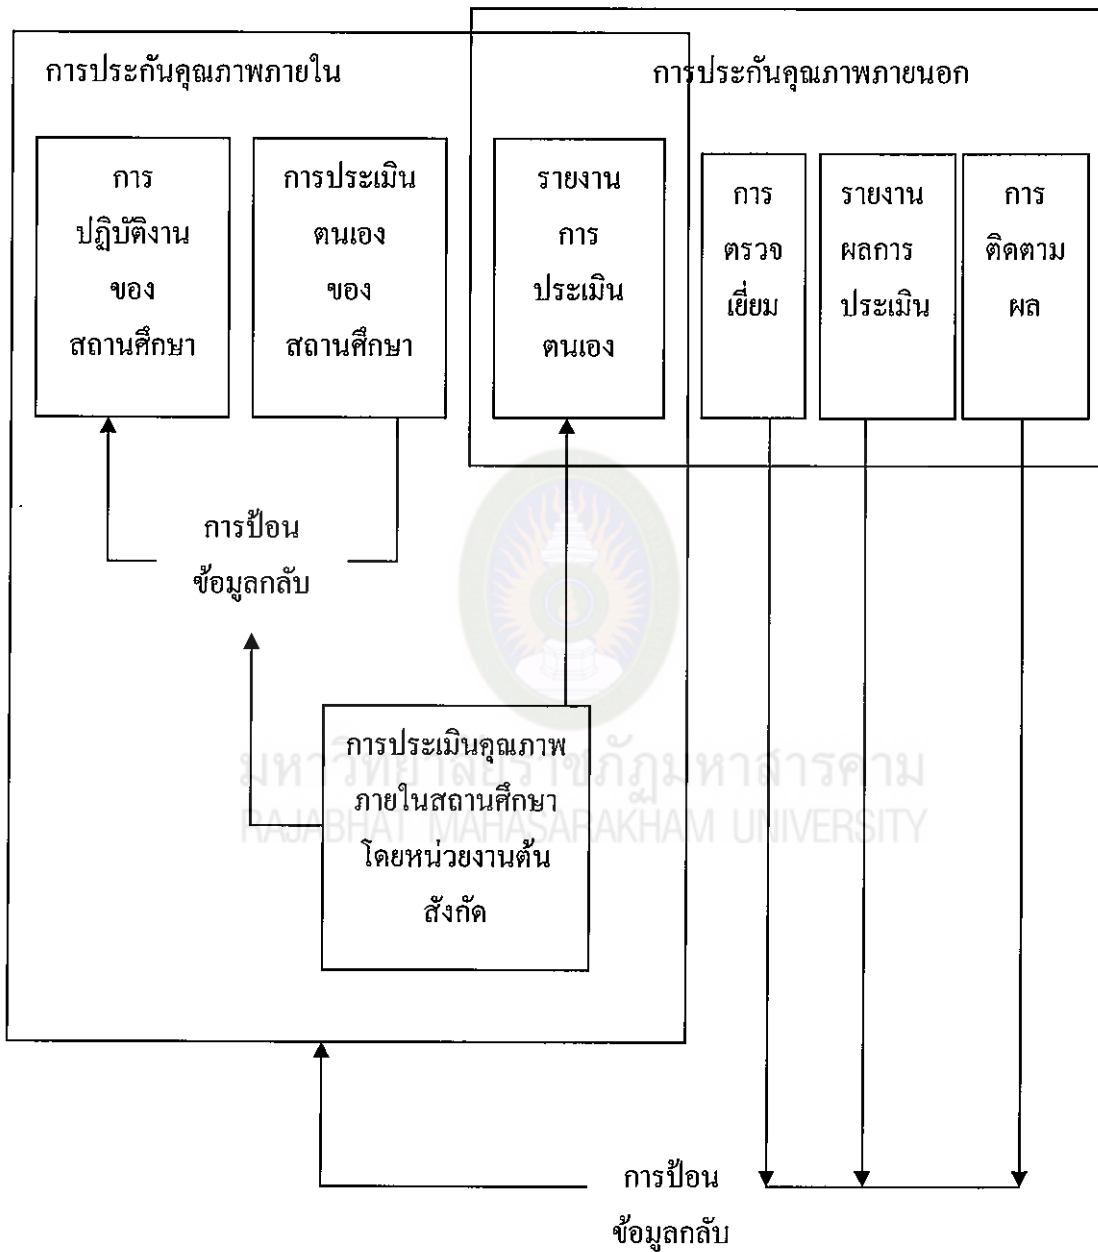 การประกันคุณภาพภายใน
การประกันคุณภาพภายนอก
การ
ปฏิบัติงาน
ของ
สถานศึกษา
การประเมิน
ตนเอง
ของ
สถานศึกษา
รายงาน
การ
ประเมิน
ตนเอง
การ
ตรวจ
เยี่ยม
รายงาน
ผลการ
ประเมิน
การ
ติดตาม
ผล
การป้อน
ข้อมูลกลับ
การประเมินคุณภาพ
ภายในสถานศึกษา
โดยหน่วยงานต้น
สังกัด
มหาวิทยาลัยราชภัฏมหาสารคาม
RAJABHAT MAHASARAKHAM UNIVERSITY
การป้อน
ข้อมูลกลับ